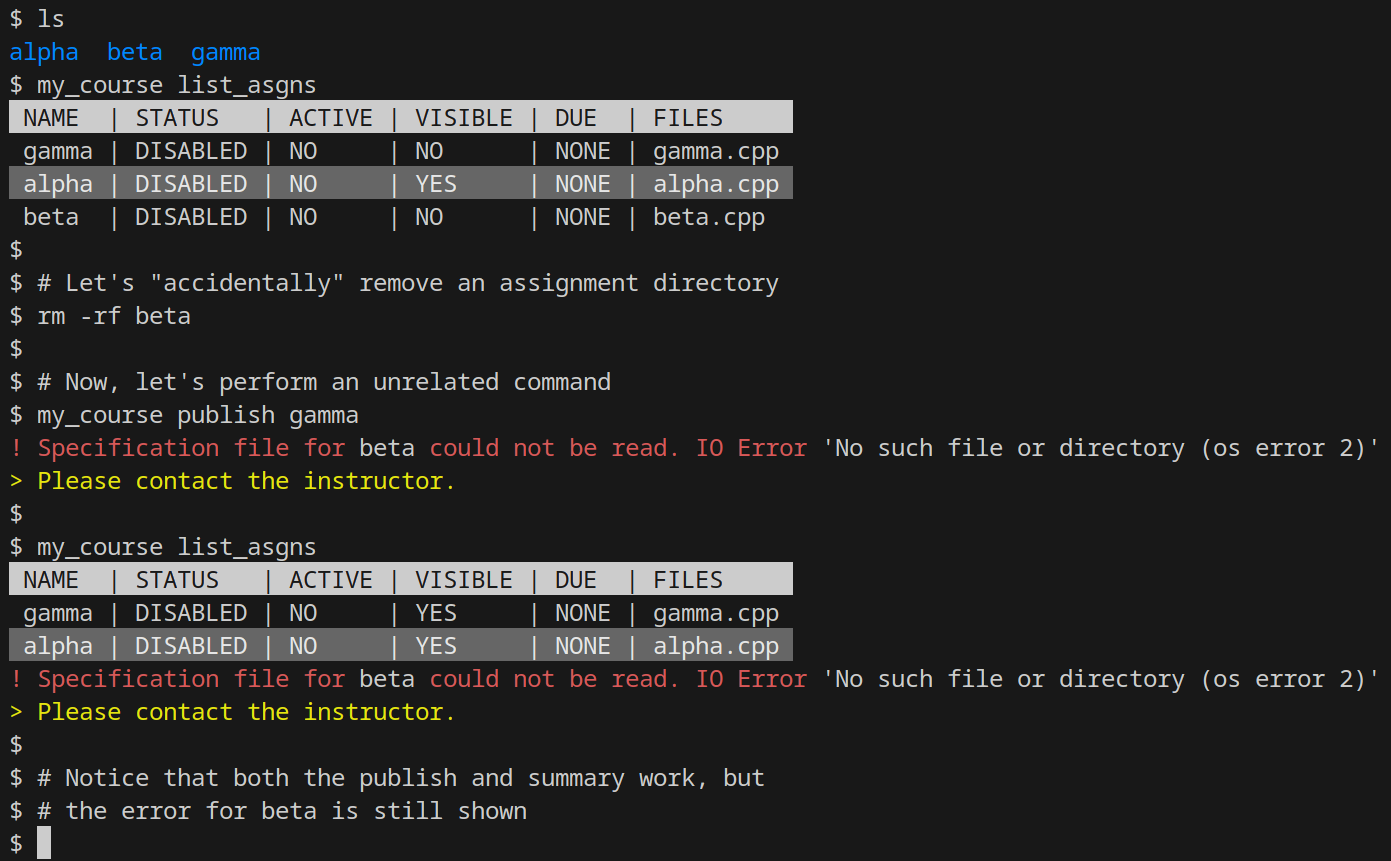 $ ls
alpha  beta  gamma
$ my_course list_asgns
 NAME  | STATUS   | ACTIVE | VISIBLE | DUE  | FILES
 gamma | DISABLED | NO     | NO      | NONE | gamma.cpp
 alpha | DISABLED | NO     | YES     | NONE | alpha.cpp
 beta  | DISABLED | NO     | NO      | NONE | beta.cpp
$
$ # Let's "accidentally" remove an assignment directory
$ rm -rf beta
$
$ # Now, let's perform an unrelated command
$ my_course publish gamma
! Specification file for beta could not be read. IO Error 'No such file or directory (os error 2)'
> Please contact the instructor.
$
$ my_course list_asgns
 NAME  | STATUS   | ACTIVE | VISIBLE | DUE  | FILES
 gamma | DISABLED | NO     | YES     | NONE | gamma.cpp
 alpha | DISABLED | NO     | YES     | NONE | alpha.cpp
! Specification file for beta could not be read. IO Error 'No such file or directory (os error 2)'
> Please contact the instructor.
$
$ # Notice that both the publish and summary work, but
$ # the error for beta is still shown
$